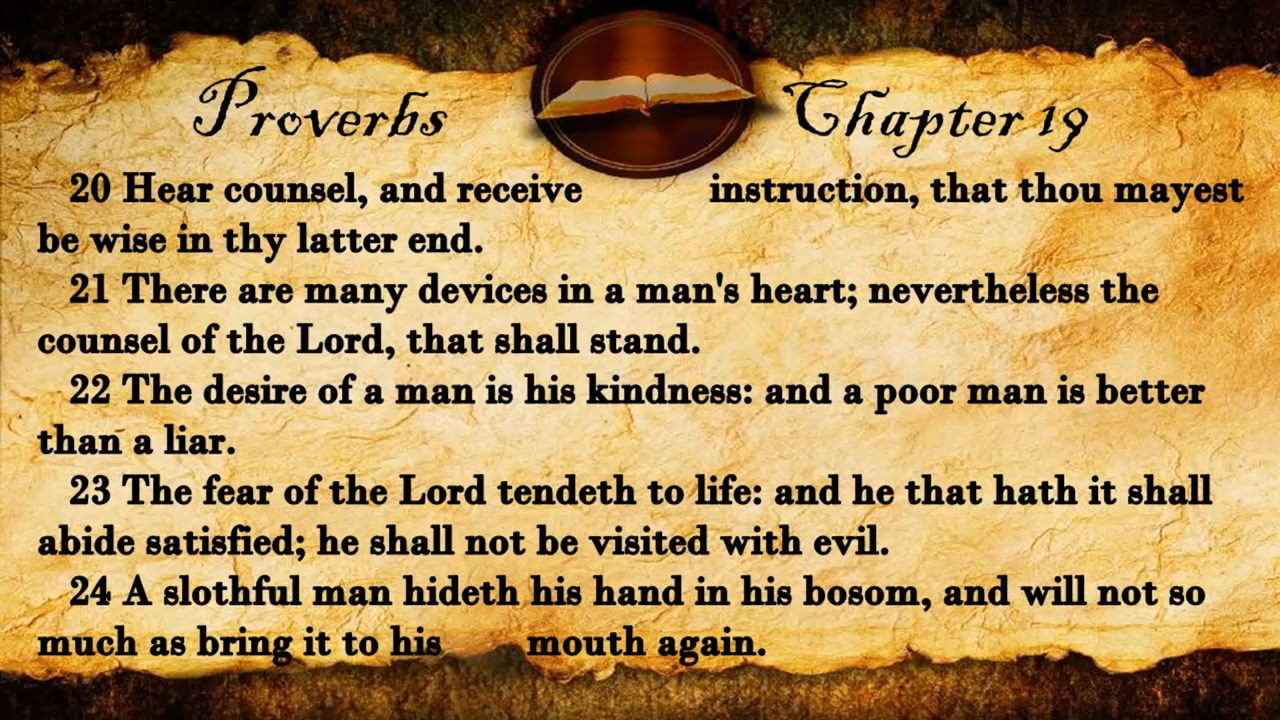 Proverbs Chapter 19
20 Hear counsel, and receive instruction, that thou mayest
be wise in thy latter end.
21 There are many devices in a man's heart; nevertheless the
counsel of the Lord, that shall stand.
22 The desire of a man is his kindness: and a poor man is better
than a liar.
23 The fear of the Lord tendeth to life: and he that hath it shall
abide satisfied; he shall not be visited with evil.
24 A slothful man hideth his hand in his bosom, and will not so
much as bring it to his mouth again.